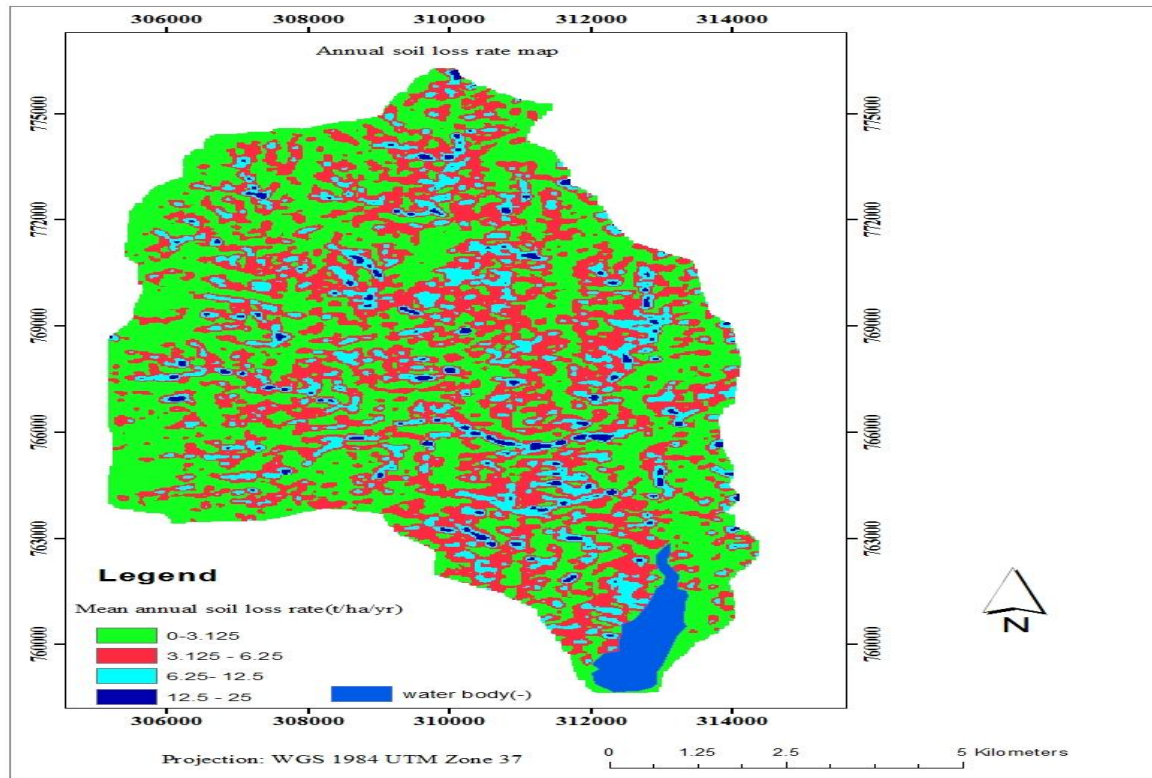 306000 308000 310000 312000 314000
Annual soil loss rate map
775000 775000
772000 772000
769000 769000
766000 766000
763000 763000
760000 760000
Legend
Mean annual soil loss rate(t/ha/yr)
0-3.125
3.125 - 6.25
6.25- 12.5
12.5 - 25
water body(-)
N
306000 308000 310000 312000 314000
Projection: WGS 1984 UTM Zone 37
0 1.25 2.5 5 Kilometers